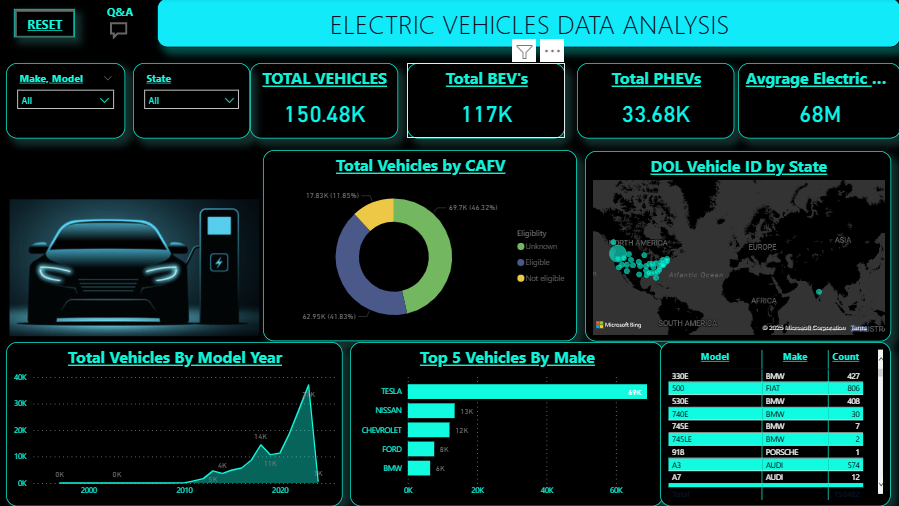 RESET
Q&A
ELECTRIC VEHICLES DATA ANALYSIS
Make, Model
All
State
All
TOTAL VEHICLES
150.48K
Total BEV's
117K
Total PHEVs
33.68K
Avgrage Electric ...
68M
Total Vehicles by CAFV
17.83K (11.85%)
69.7K (46.32%)
62.95K (41.83%)
Eligiblity
Unknown
Eligible
Not eligible
DOL Vehicle ID by State
NORTH AMERICA
EUROPE
ASIA
Atlantic Ocean
AFRICA
SOUTH AMERICA
Microsoft Bing
© 2025 Microsoft Corporation Terms
Total Vehicles By Model Year
40K
30K
20K
10K
0K
0K
0K
5K
4K
14K
11K
1K
2000
2010
2020
Top 5 Vehicles By Make
TESLA 69K
NISSAN 13K
CHEVROLET 12K
FORD 8K
BMW 6K
0K 20K 40K 60K
Model Make Count
330E BMW 427
500 FIAT 806
530E BMW 408
740E BMW 30
745E BMW 7
745LE BMW 2
918 PORSCHE 1
A3 AUDI 574
A7 AUDI 12
Total